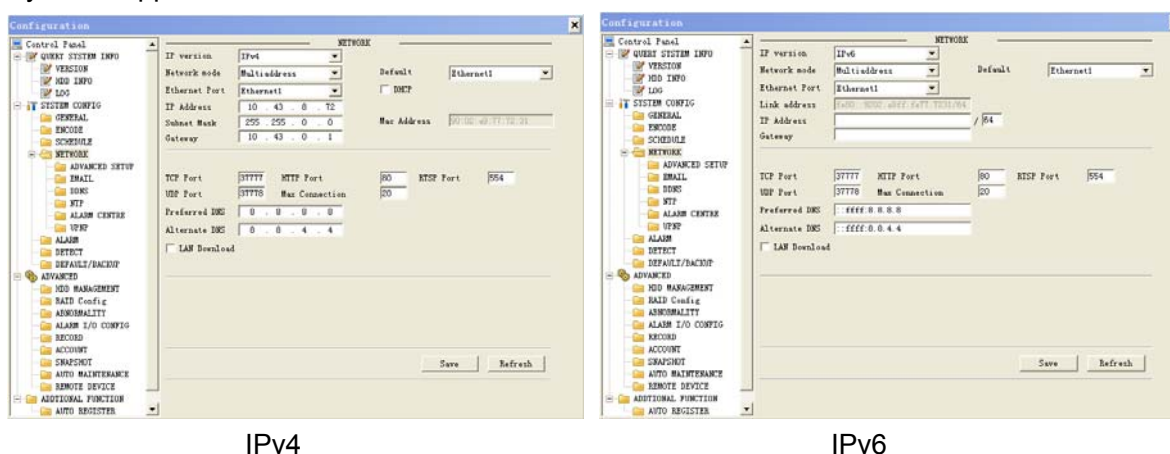 Configuration
Control Panel
QUERY SYSTEM INFO
VERSION
HDD INFO
LOG
SYSTEM CONFIG
GENERAL
ENCODE
SCHEDULE
NETWORK
ADVANCED SETUP
EMAIL
DDNS
NTP
ALARM CENTRE
UPNP
ALARM
DETECT
DEFAULT/BACKUP
ADVANCED
HDD MANAGEMENT
RAID Config
ABNORMALITY
ALARM I/O CONFIG
RECORD
ACCOUNT
SNAPSHOT
AUTO MAINTENANCE
REMOTE DEVICE
ADDTIONAL FUNCTION
AUTO REGISTER
NETWORK
IP version IPv4
Network mode Multiaddress Default Ethernet1
Ethernet Port Ethernet1 DHCP
IP Address 10 . 43 . 8 . 72
Subnet Mask 255 . 255 . 0 . 0 Mac Address
Gateway 10 . 43 . 0 . 1
TCP Port 37777 HTTP Port 80 RTSP Port 554
UDP Port 37778 Max Connection 20
Preferred DNS 8 . 8 . 8 . 8
Alternate DNS 8 . 8 . 4 . 4
LAN Download
Save Refresh
IPv4
Configuration
Control Panel
QUERY SYSTEM INFO
VERSION
HDD INFO
LOG
SYSTEM CONFIG
GENERAL
ENCODE
SCHEDULE
NETWORK
ADVANCED SETUP
EMAIL
DDNS
NTP
ALARM CENTRE
UPNP
ALARM
DETECT
DEFAULT/BACKUP
ADVANCED
HDD MANAGEMENT
RAID Config
ABNORMALITY
ALARM I/O CONFIG
RECORD
ACCOUNT
SNAPSHOT
AUTO MAINTENANCE
REMOTE DEVICE
ADDTIONAL FUNCTION
AUTO REGISTER
NETWORK
IP version IPv6
Network mode Multiaddress Default Ethernet1
Ethernet Port Ethernet1
Link address
IP Address / 64
Gateway
TCP Port 37777 HTTP Port 80 RTSP Port 554
UDP Port 37778 Max Connection 20
Preferred DNS ::ffff:8.8.8.8
Alternate DNS ::ffff:8.8.4.4
LAN Download
Save Refresh
IPv6